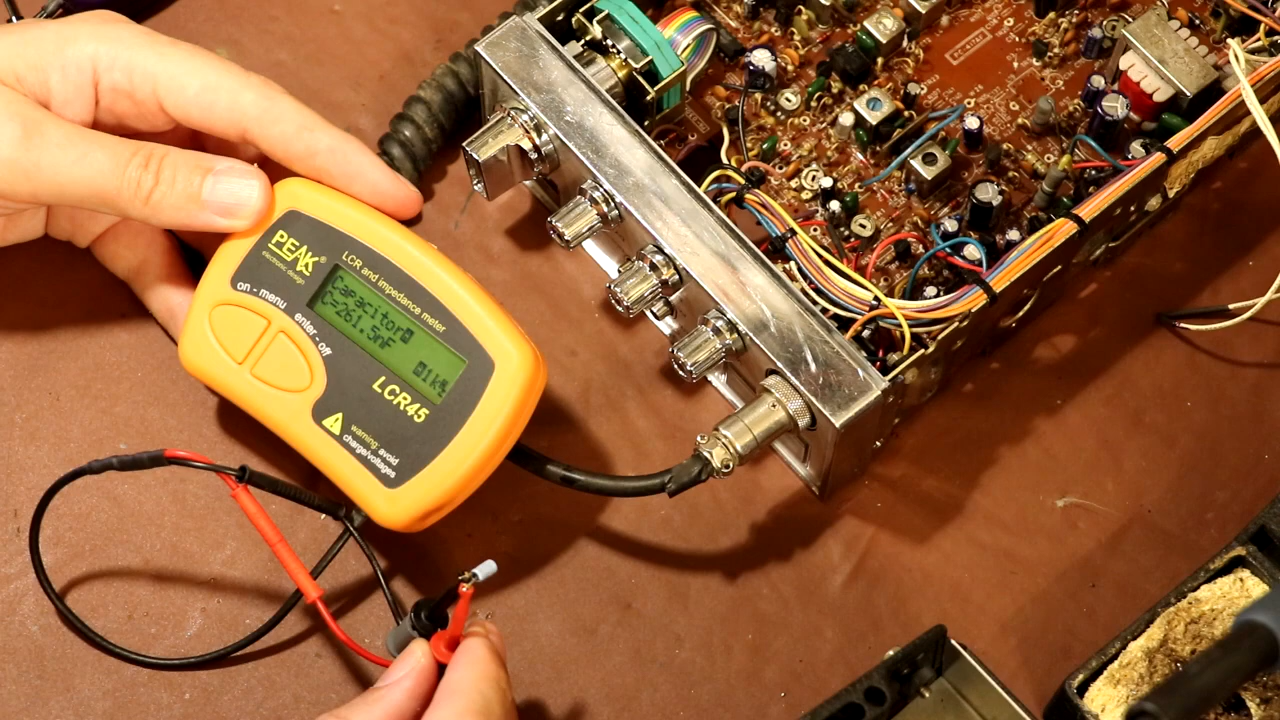 PEAK®
electronic design
LCR and impedance meter
on - menu
enter - off
Capacitor
C=261.5nF
1kHz
LCR45
warning: avoid
charge/voltages